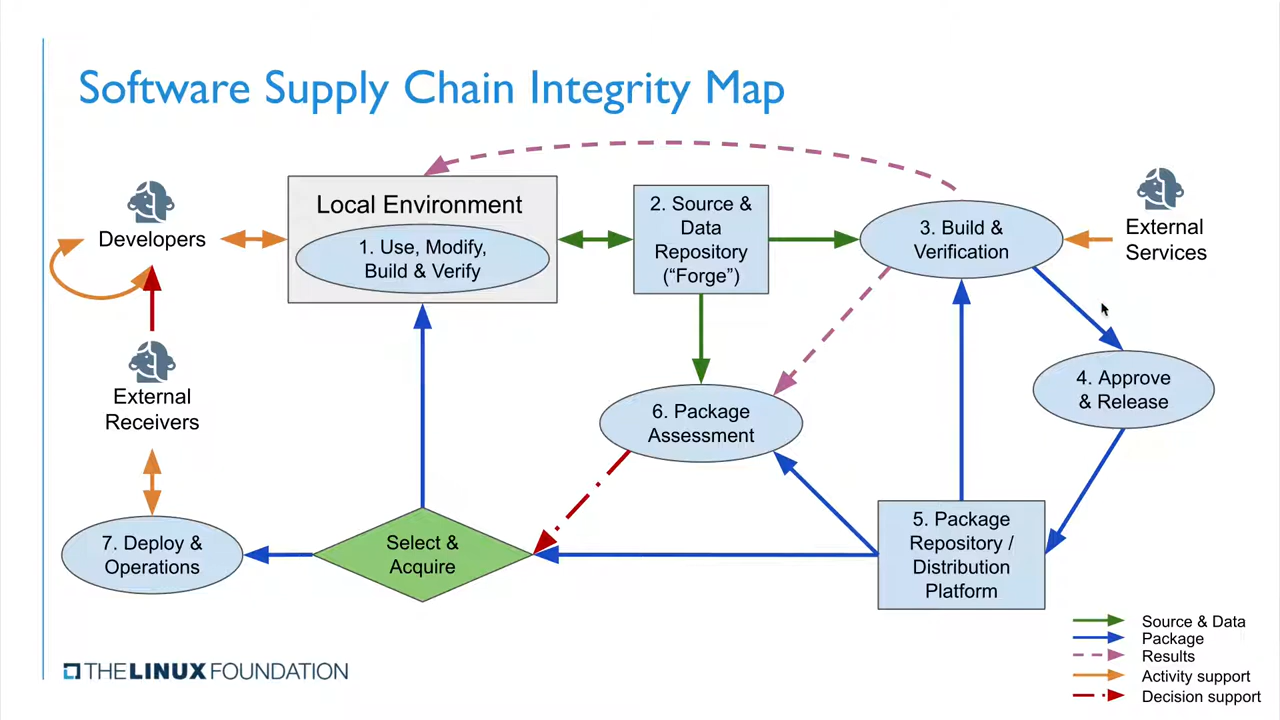 Software Supply Chain Integrity Map
Developers
Local Environment
1. Use, Modify,
Build & Verify
2. Source &
Data
Repository
(“Forge”)
3. Build &
Verification
External
Services
External
Receivers
4. Approve
& Release
6. Package
Assessment
5. Package
Repository /
Distribution
Platform
Select &
Acquire
7. Deploy &
Operations
Source & Data
Package
Results
Activity support
Decision support
THE LINUX FOUNDATION